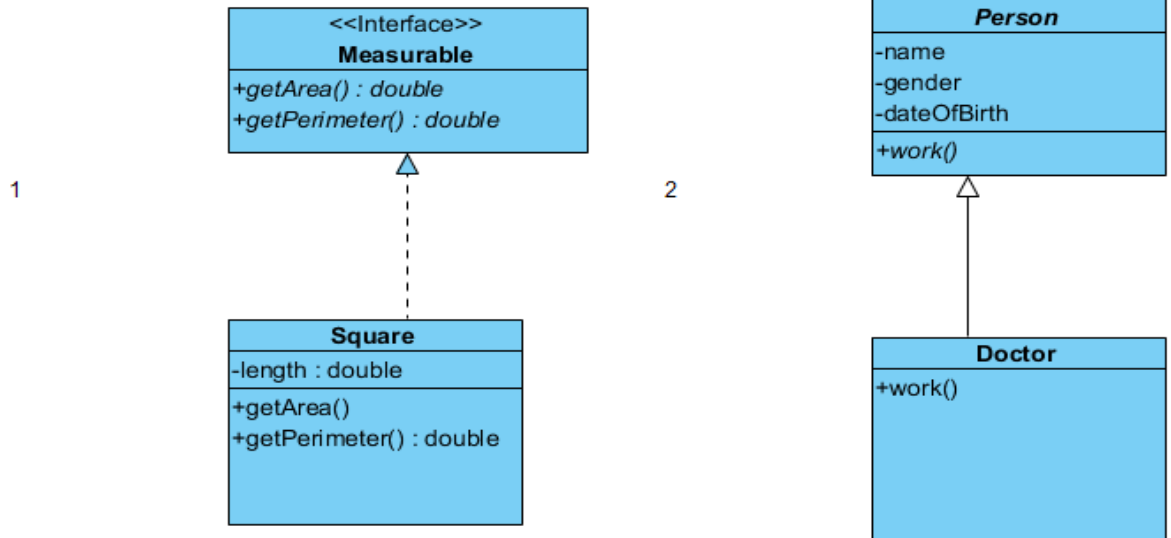 1
<<Interface>>
Measurable
+getArea() : double
+getPerimeter() : double
Square
-length : double
+getArea()
+getPerimeter() : double
2
Person
-name
-gender
-dateOfBirth
+work()
Doctor
+work()